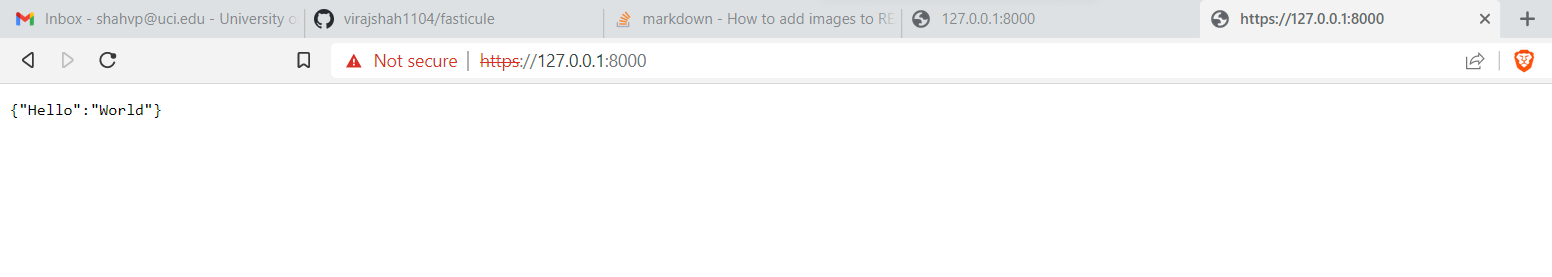 Inbox - shahvp@uci.edu - University o
virajshah1104/fasticule
markdown - How to add images to RE
127.0.0.1:8000
https://127.0.0.1:8000
Not secure | https://127.0.0.1:8000
{"Hello":"World"}